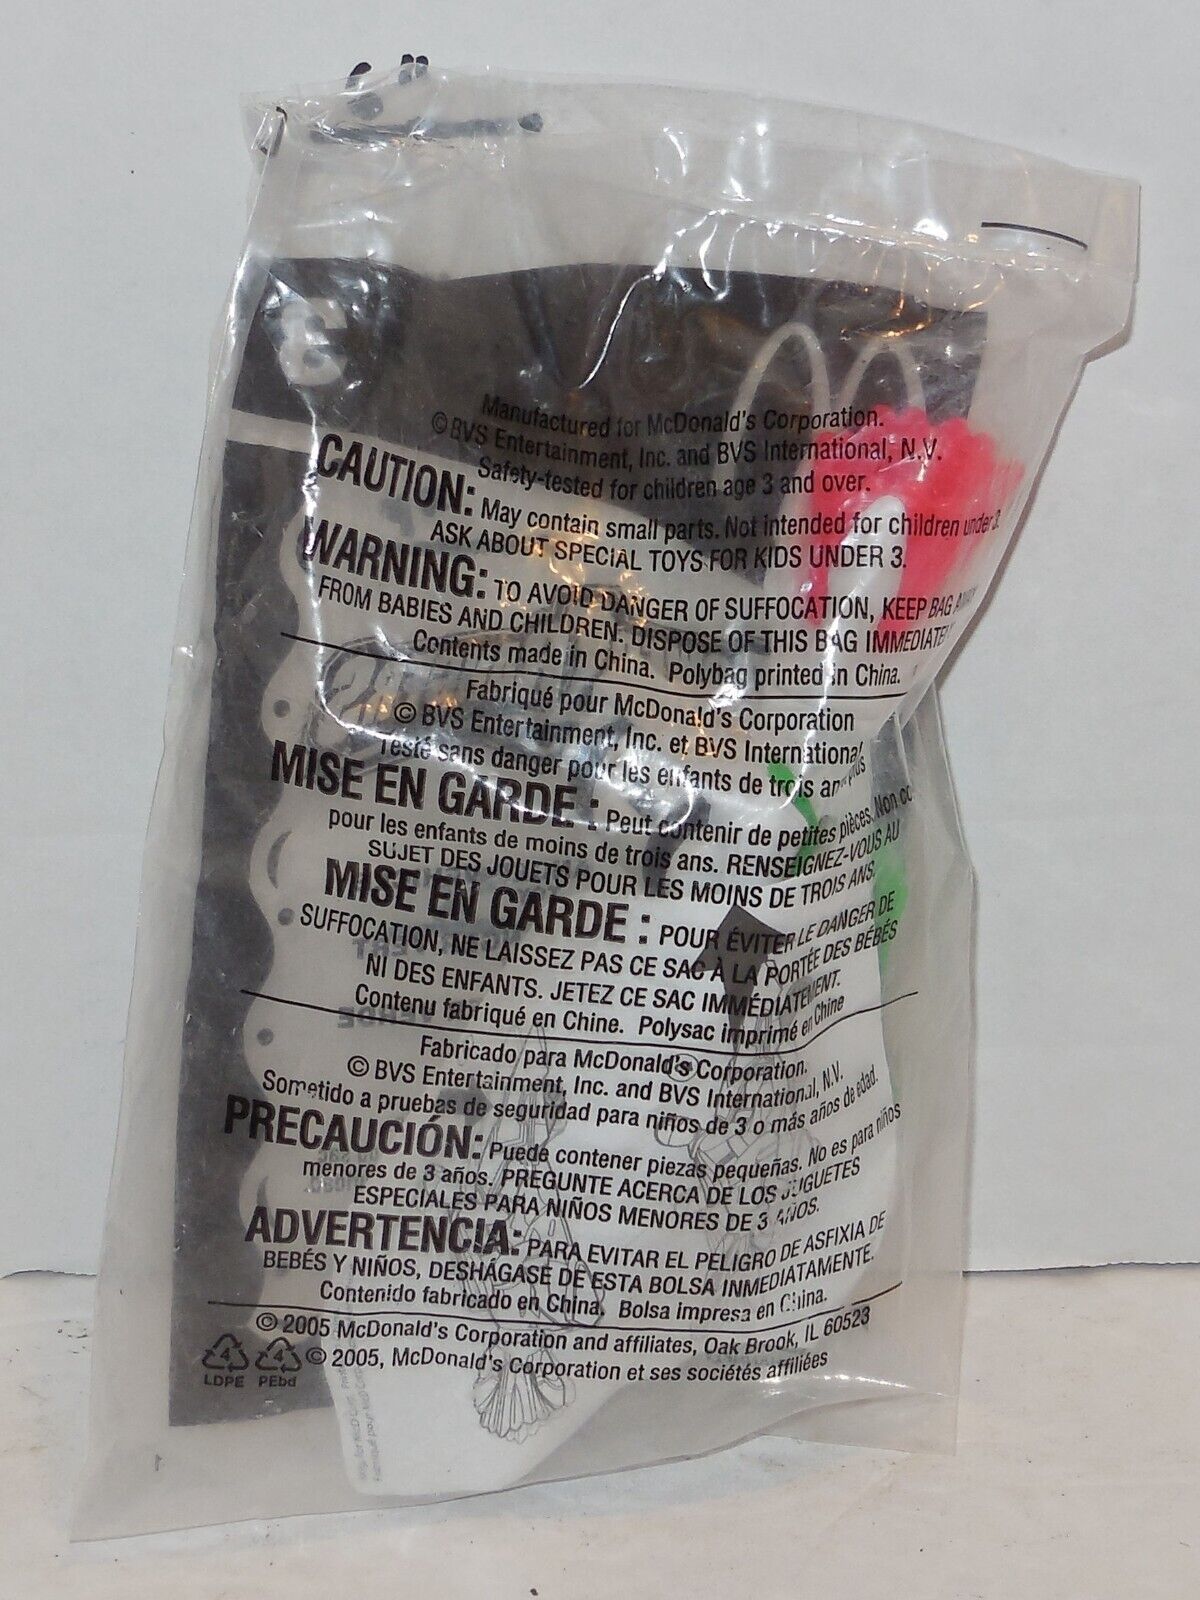 3
Manufactured for McDonald's Corporation.
© BVS Entertainment, Inc. and BVS International, N.V.
Safety-tested for children age 3 and over.
CAUTION: May contain small parts. Not intended for children under 3.
ASK ABOUT SPECIAL TOYS FOR KIDS UNDER 3.
WARNING: TO AVOID DANGER OF SUFFOCATION, KEEP BAG AWAY
FROM BABIES AND CHILDREN. DISPOSE OF THIS BAG IMMEDIATELY
Contents made in China. Polybag printed in China.
Fabriqué pour McDonald's Corporation
© BVS Entertainment, Inc. et BVS International
Testé sans danger pour les enfants de trois ans plus
MISE EN GARDE : Peut contenir de petites pièces. Non
pour les enfants de moins de trois ans. RENSEIGNEZ-VOUS AU
SUJET DES JOUETS POUR LES MOINS DE TROIS ANS.
MISE EN GARDE : POUR ÉVITER LE DANGER DE
SUFFOCATION, NE LAISSEZ PAS CE SAC À LA PORTÉE DES BÉBÉS
NI DES ENFANTS. JETEZ CE SAC IMMÉDIATEMENT.
Contenu fabriqué en Chine. Polysac imprimé en Chine
Fabricado para McDonald's Corporation.
© BVS Entertainment, Inc. and BVS International, N.V.
Sometido a pruebas de seguridad para niños de 3 o más años de edad.
PRECAUCIÓN: Puede contener piezas pequeñas. No es para niños
menores de 3 años. PREGUNTE ACERCA DE LOS JUGUETES
ESPECIALES PARA NIÑOS MENORES DE 3 AÑOS.
ADVERTENCIA: PARA EVITAR EL PELIGRO DE ASFIXIA DE
BEBÉS Y NIÑOS, DESHÁGASE DE ESTA BOLSA INMEDIATAMENTE.
Contenido fabricado en China. Bolsa impresa en China.
© 2005 McDonald's Corporation and affiliates, Oak Brook, IL 60523
© 2005, McDonald's Corporation et ses sociétés affiliées
4 4
LDPE PEbd